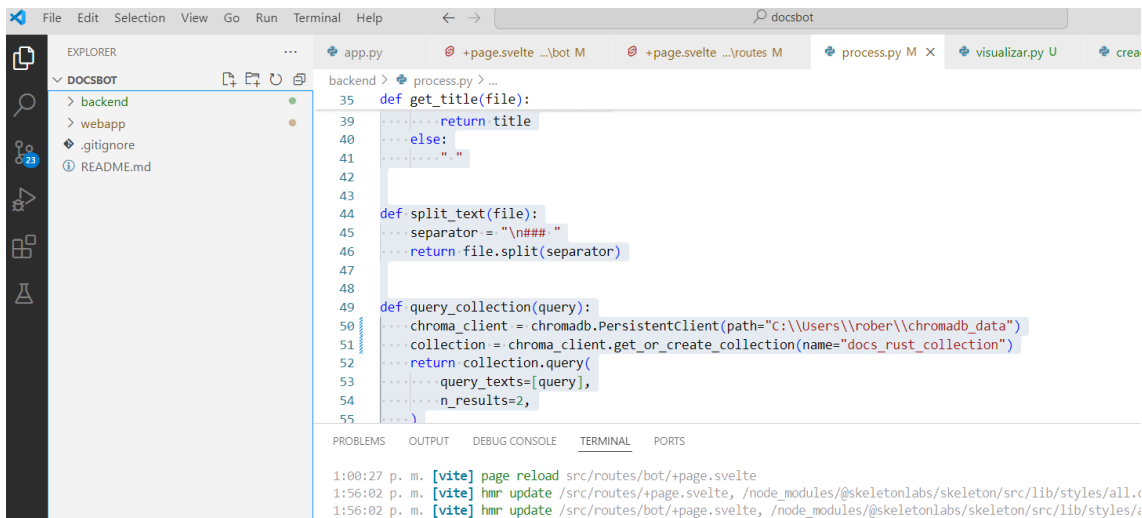 File Edit Selection View Go Run Terminal Help ← → docsbot
EXPLORER ...
app.py +page.svelte ...\bot M +page.svelte ...\routes M process.py M × visualizar.py U
DOCSBOT
backend > process.py > ...
> backend
> webapp
.gitignore
README.md
23
35 def get_title(file):
39 return title
40 else:
41 " "
42
43
44 def split_text(file):
45 separator = "\n### "
46 return file.split(separator)
47
48
49 def query_collection(query):
50 chroma_client = chromadb.PersistentClient(path="C:\\Users\\rober\\chromadb_data")
51 collection = chroma_client.get_or_create_collection(name="docs_rust_collection")
52 return collection.query(
53 query_texts=[query],
54 n_results=2,
55 )
PROBLEMS OUTPUT DEBUG CONSOLE TERMINAL PORTS
1:00:27 p. m. [vite] page reload src/routes/bot/+page.svelte
1:56:02 p. m. [vite] hmr update /src/routes/+page.svelte, /node_modules/@skeletonlabs/skeleton/src/lib/styles/all.
1:56:02 p. m. [vite] hmr update /src/routes/bot/+page.svelte, /node_modules/@skeletonlabs/skeleton/src/lib/styles/